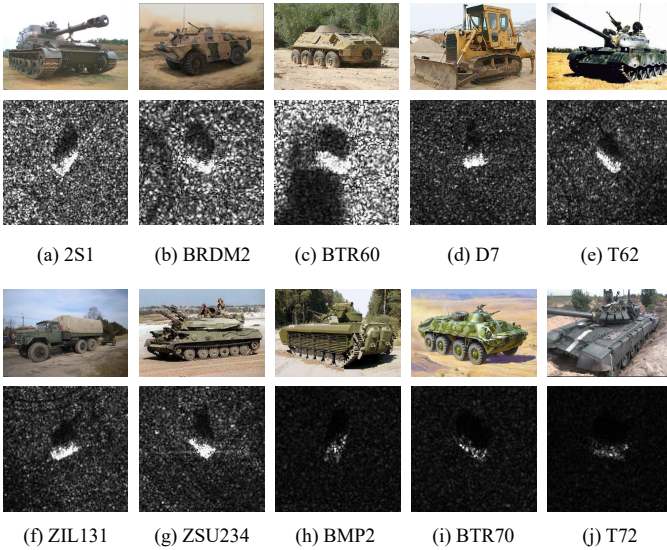 (a) 2S1 (b) BRDM2 (c) BTR60 (d) D7 (e) T62
(f) ZIL131 (g) ZSU234 (h) BMP2 (i) BTR70 (j) T72